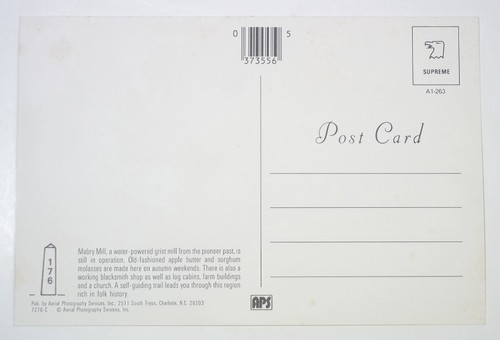 0 5
373556
SUPREME
A1-263
Post Card
Mabry Mill, a water-powered grist mill from the pioneer past, is
still in operation. Old fashioned apple butter and sorghum
molasses are made here on autumn weekends. There is also a
working blacksmith shop as well as log cabins, farm buildings
and a church. A self-guiding trail leads you through this region
rich in folk history.
176
Pub. by Aerial Photography Services, Inc., 2511 South Tryon, Charlotte, N.C. 28203
7276-C © Aerial Photography Services, Inc.
APS